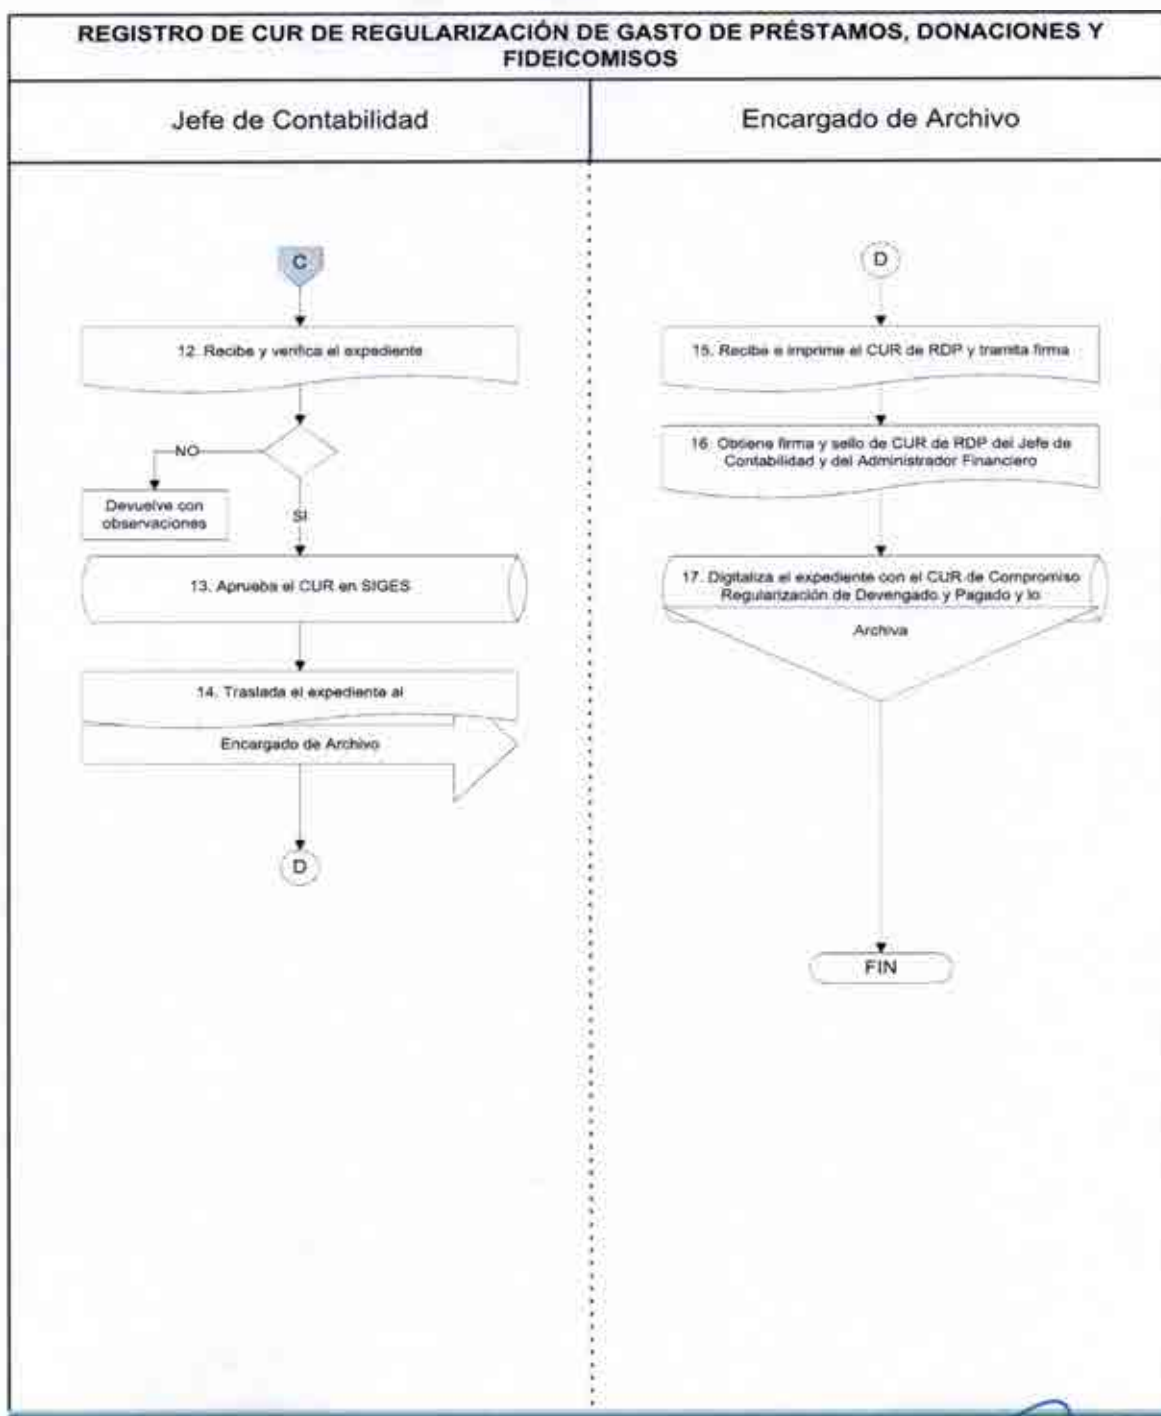 REGISTRO DE CUR DE REGULARIZACIÓN DE GASTO DE PRÉSTAMOS, DONACIONES Y
FIDEICOMISOS
Jefe de Contabilidad
Encargado de Archivo
C
12. Recibe y verifica el expediente
NO
Devuelve con
observaciones
SI
13. Aprueba el CUR en SIGES
14. Traslada el expediente al
Encargado de Archivo
D
D
15. Recibe e imprime el CUR de RDP y tramita firma
16. Obtiene firma y sello de CUR de RDP del Jefe de
Contabilidad y del Administrador Financiero
17. Digitaliza el expediente con el CUR de Compromiso
Regularización de Devengado y Pagado y lo
Archiva
FIN